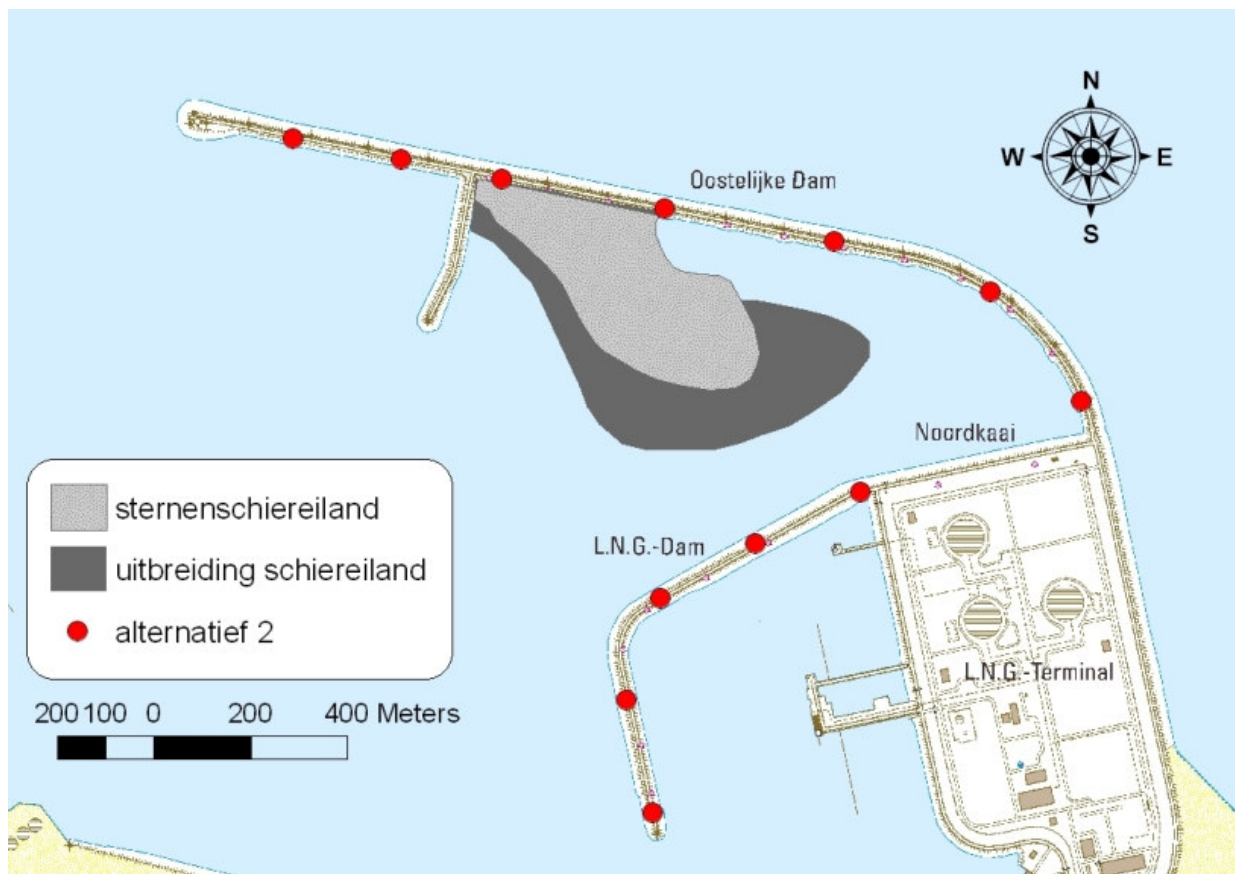 N
W E
S
Oostelijke Dam
Noordkaai
L.N.G.-Dam
L.N.G.-Terminal
sternenschiereiland
uitbreiding schiereiland
alternatief 2
200 100 0 200 400 Meters